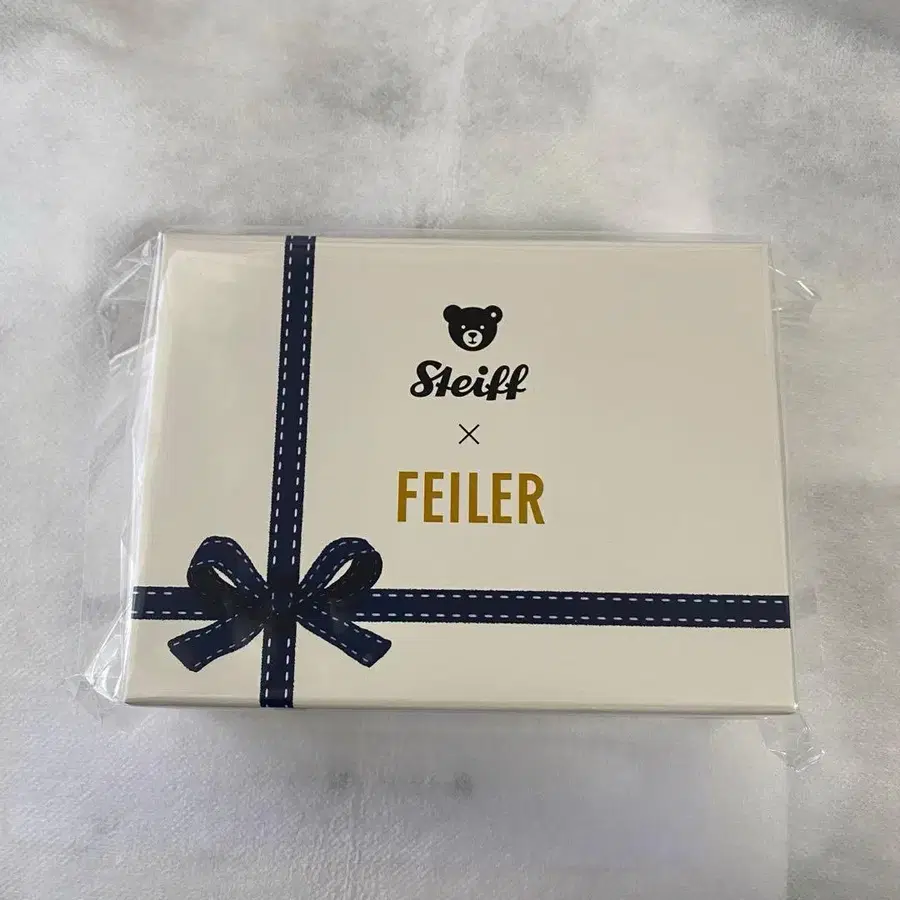 Steiff
×
FEILER